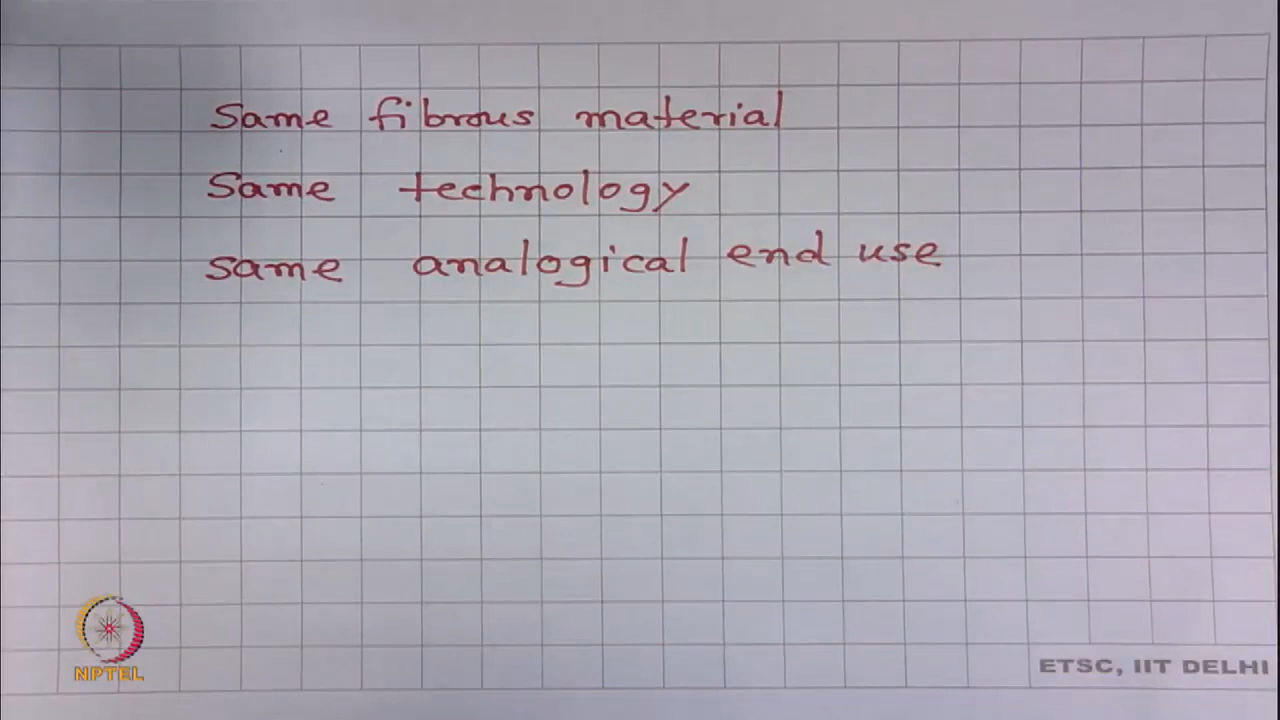 Same fibrous material
Same technology
same analogical end use
NPTEL
ETSC, IIT DELHI